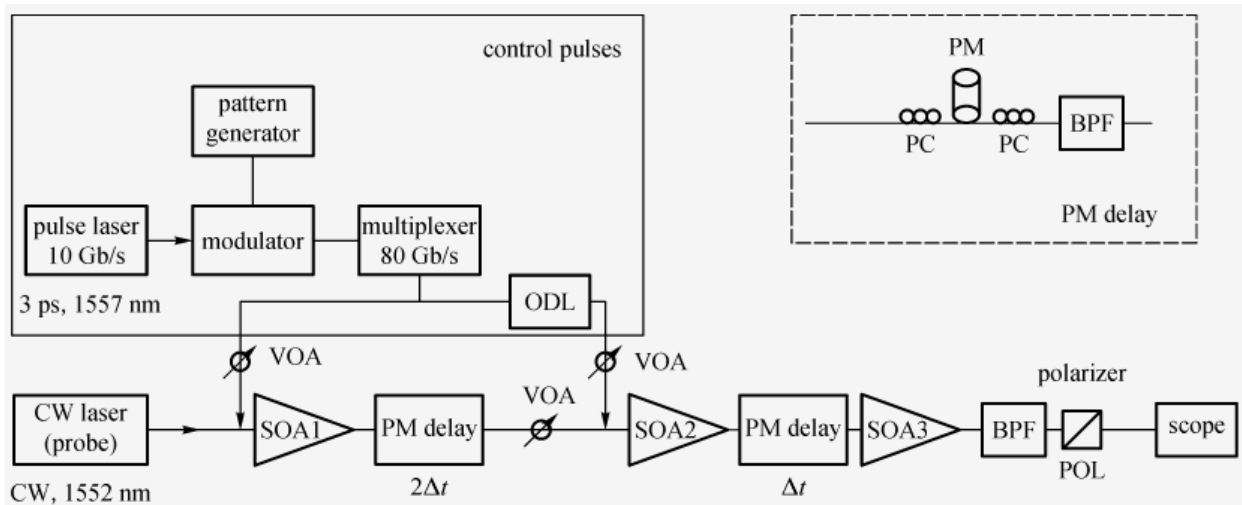 control pulses
pattern
generator
pulse laser
10 Gb/s
modulator
multiplexer
80 Gb/s
3 ps, 1557 nm
ODL
VOA
VOA
VOA
CW laser
(probe)
CW, 1552 nm
SOA1
PM delay
2Δt
SOA2
PM delay
Δt
SOA3
BPF
polarizer
POL
scope
PM
PC
PC
BPF
PM delay